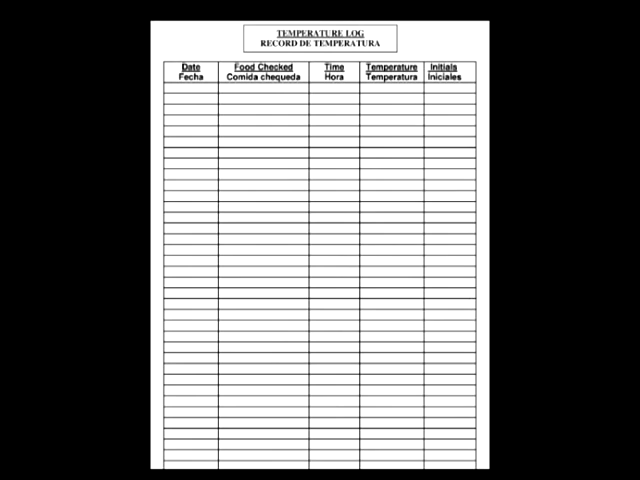 TEMPERATURE LOG
RECORD DE TEMPERATURA
Date Food Checked Time Temperature Initials
Fecha Comida chequeda Hora Temperatura Iniciales